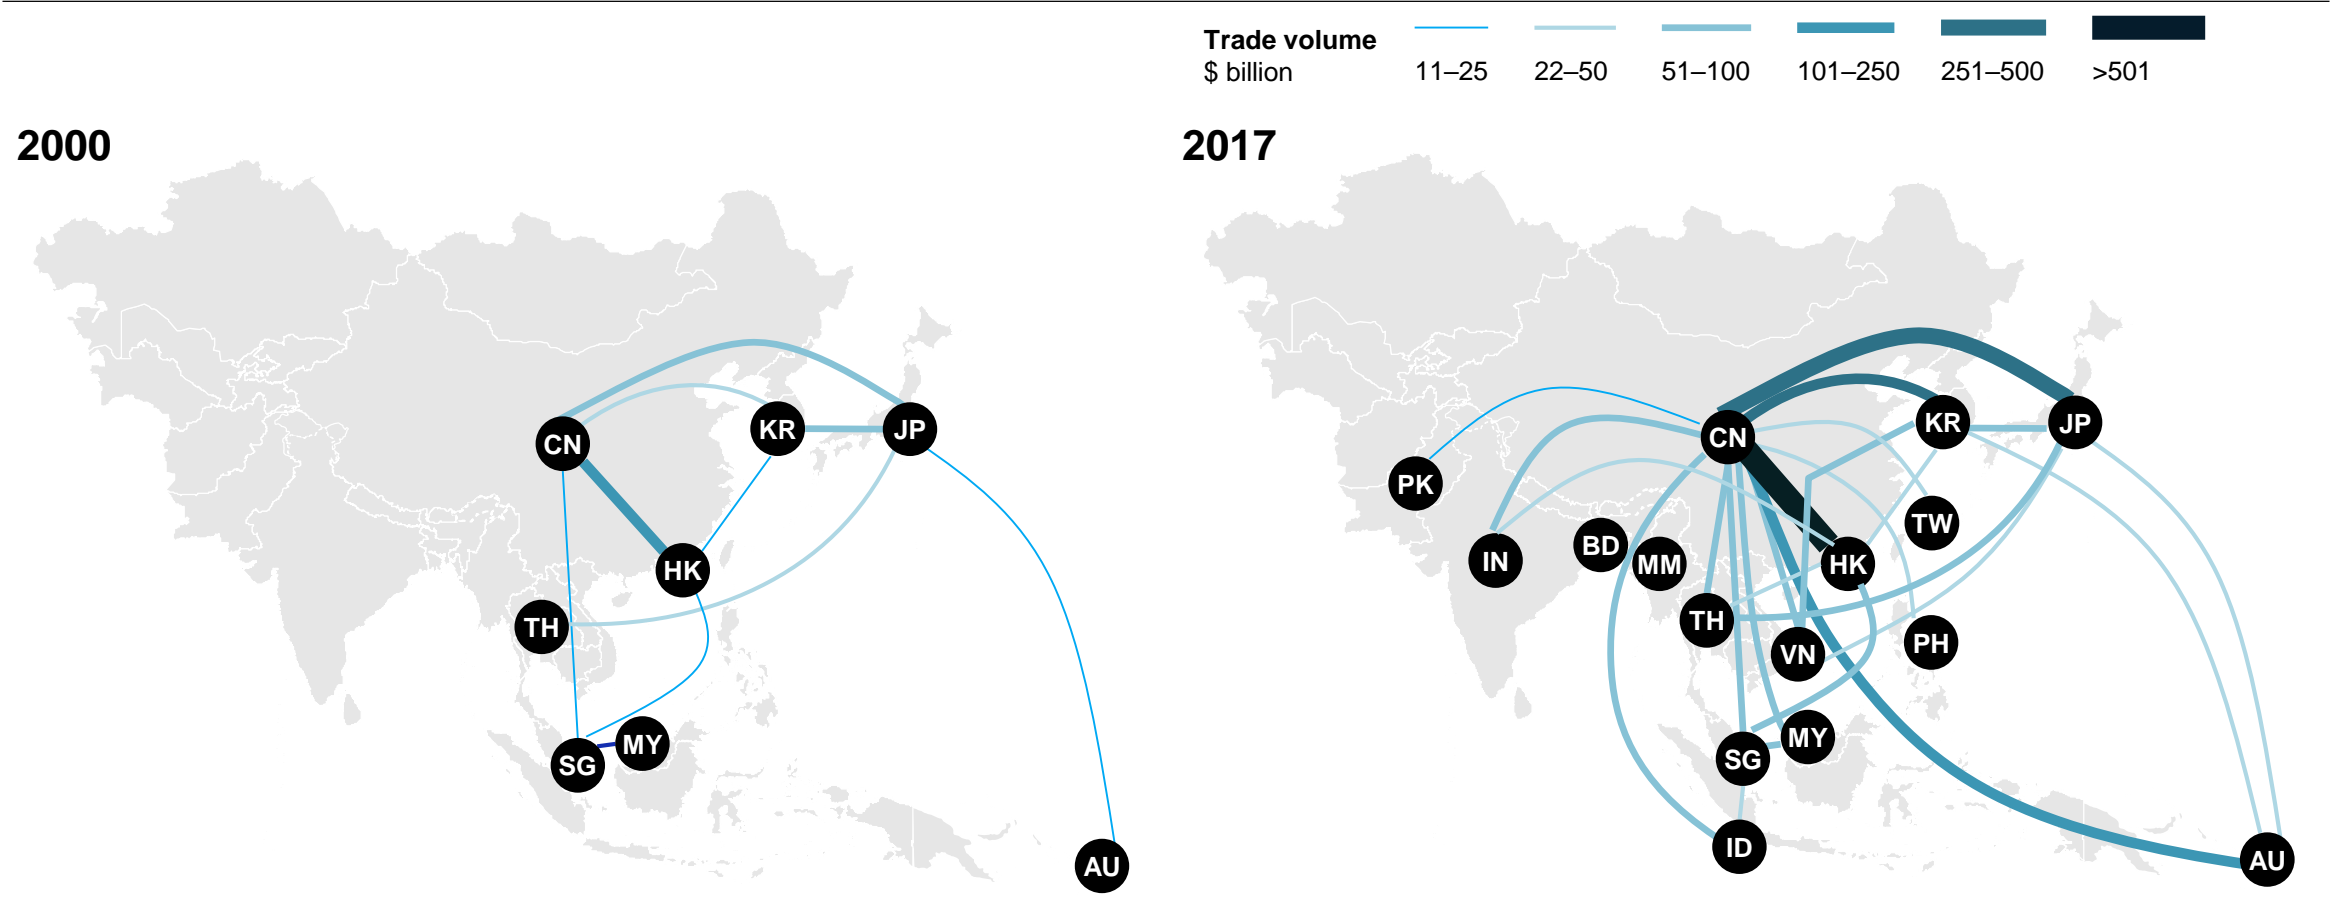 Trade volume
$ billion
11–25
22–50
51–100
101–250
251–500
>501
2000
CN
KR
JP
HK
TH
MY
SG
AU
2017
CN
KR
JP
PK
TW
IN
BD
MM
HK
TH
VN
PH
MY
SG
ID
AU